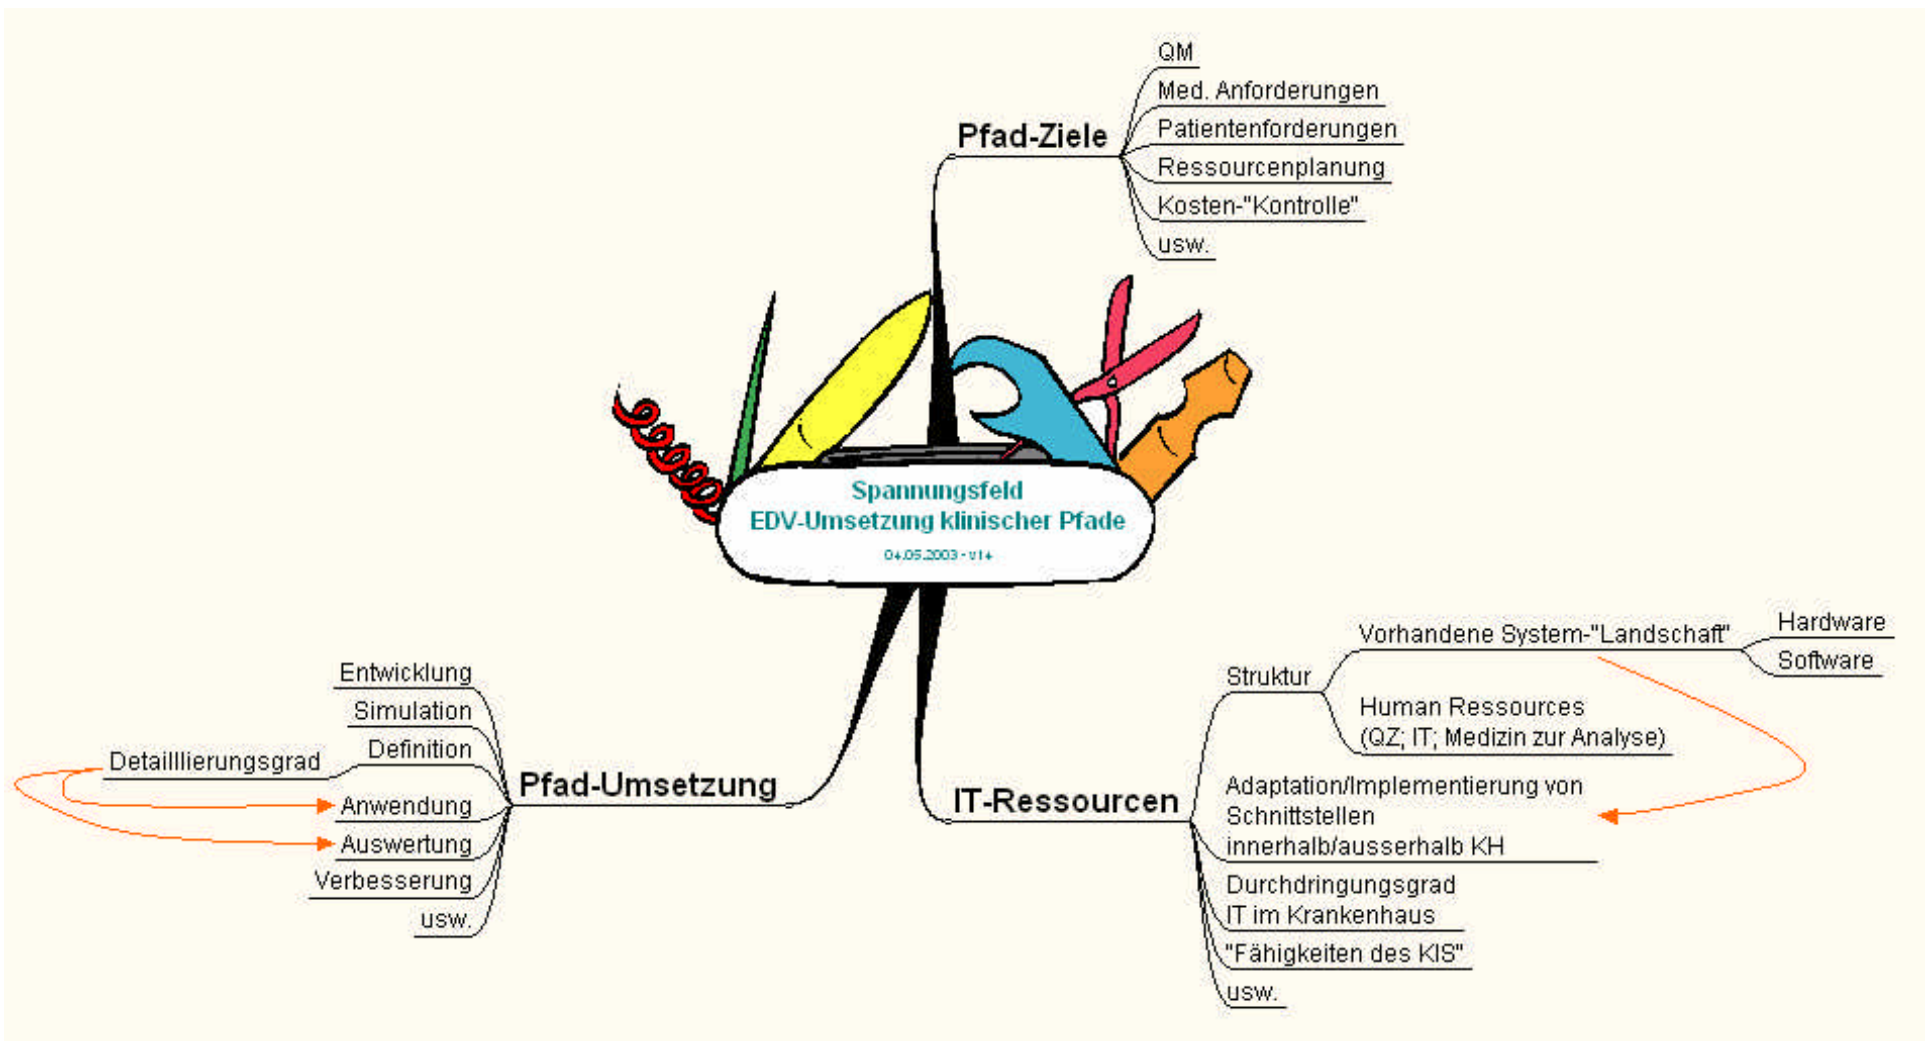 QM
Med. Anforderungen
Pfad-Ziele
Patientenforderungen
Ressourcenplanung
Kosten-"Kontrolle"
usw.
Spannungsfeld
EDV-Umsetzung klinischer Pfade
04.05.2003 - v14
Entwicklung
Simulation
Definition
Detailllierungsgrad
Pfad-Umsetzung
Anwendung
Auswertung
Verbesserung
usw.
IT-Ressourcen
Struktur
Vorhandene System-"Landschaft"
Hardware
Software
Human Ressources
(QZ; IT; Medizin zur Analyse)
Adaptation/Implementierung von
Schnittstellen
innerhalb/ausserhalb KH
Durchdringungsgrad
IT im Krankenhaus
"Fähigkeiten des KIS"
usw.